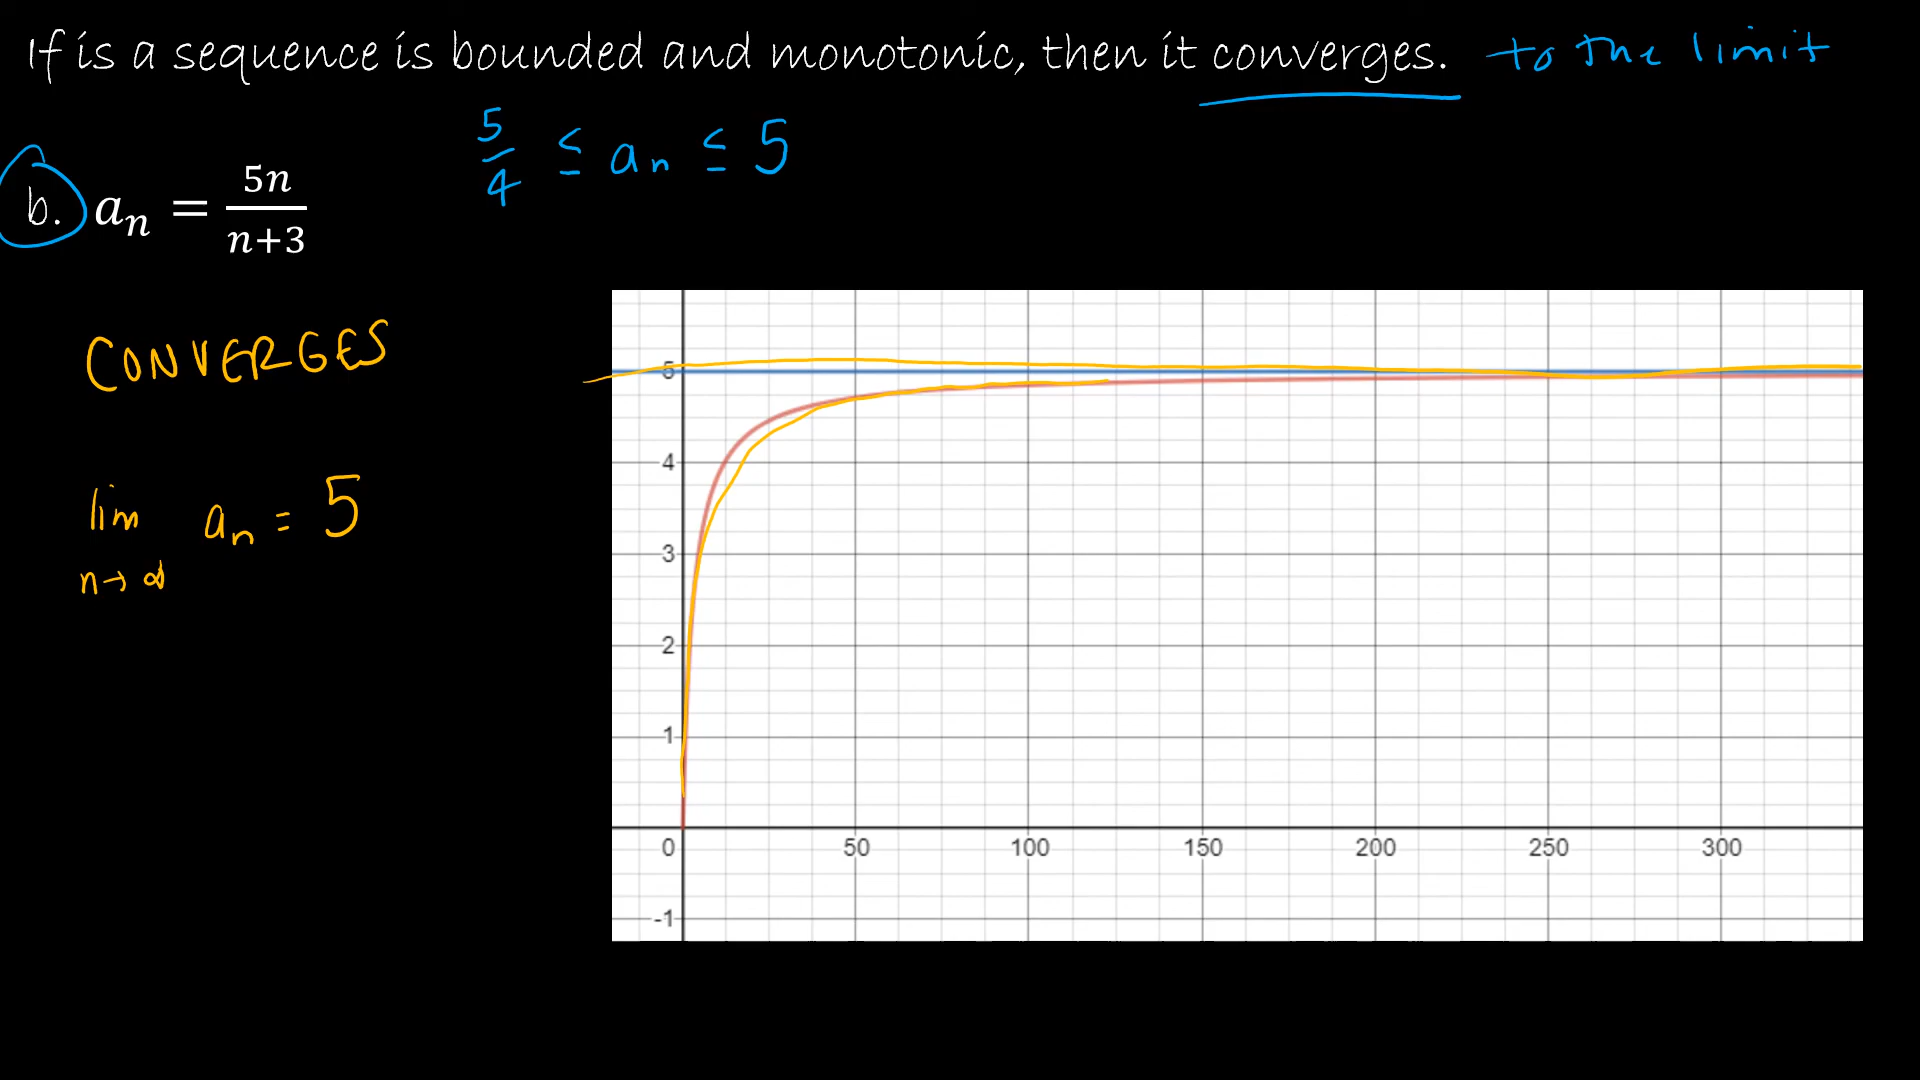 If is a sequence is bounded and monotonic, then it converges. to the limit
5/4 ≤ an ≤ 5
b. an = 5n/n+3
CONVERGES
lim an = 5
n→∞
5
4
3
2
1
0 50 100 150 200 250 300
-1